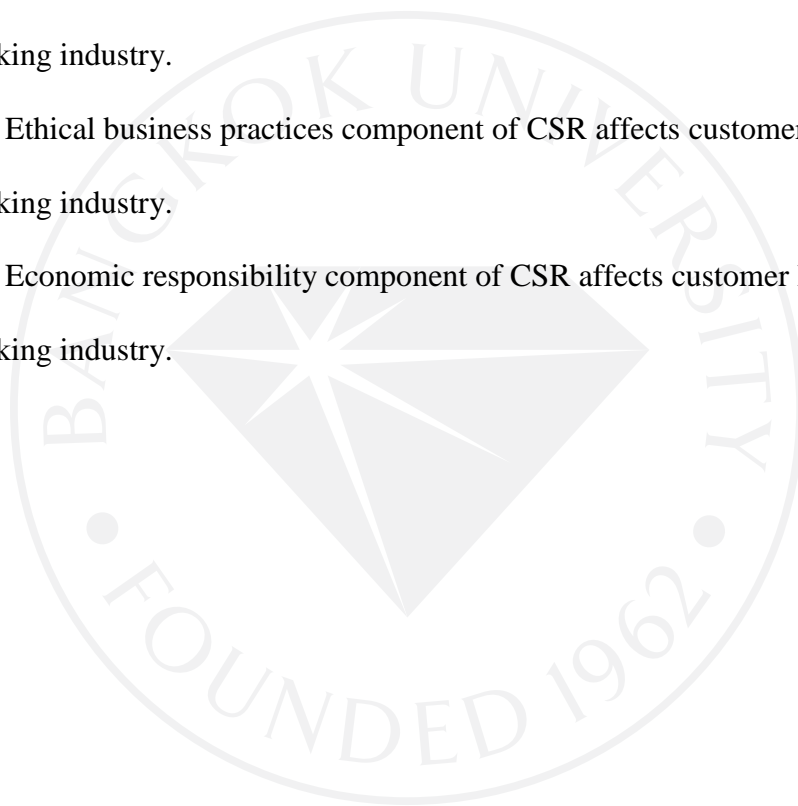 king industry.
Ethical business practices component of CSR affects customer
king industry.
Economic responsibility component of CSR affects customer
king industry.
BANGKOK UNIVERSITY
FOUNDED 1962